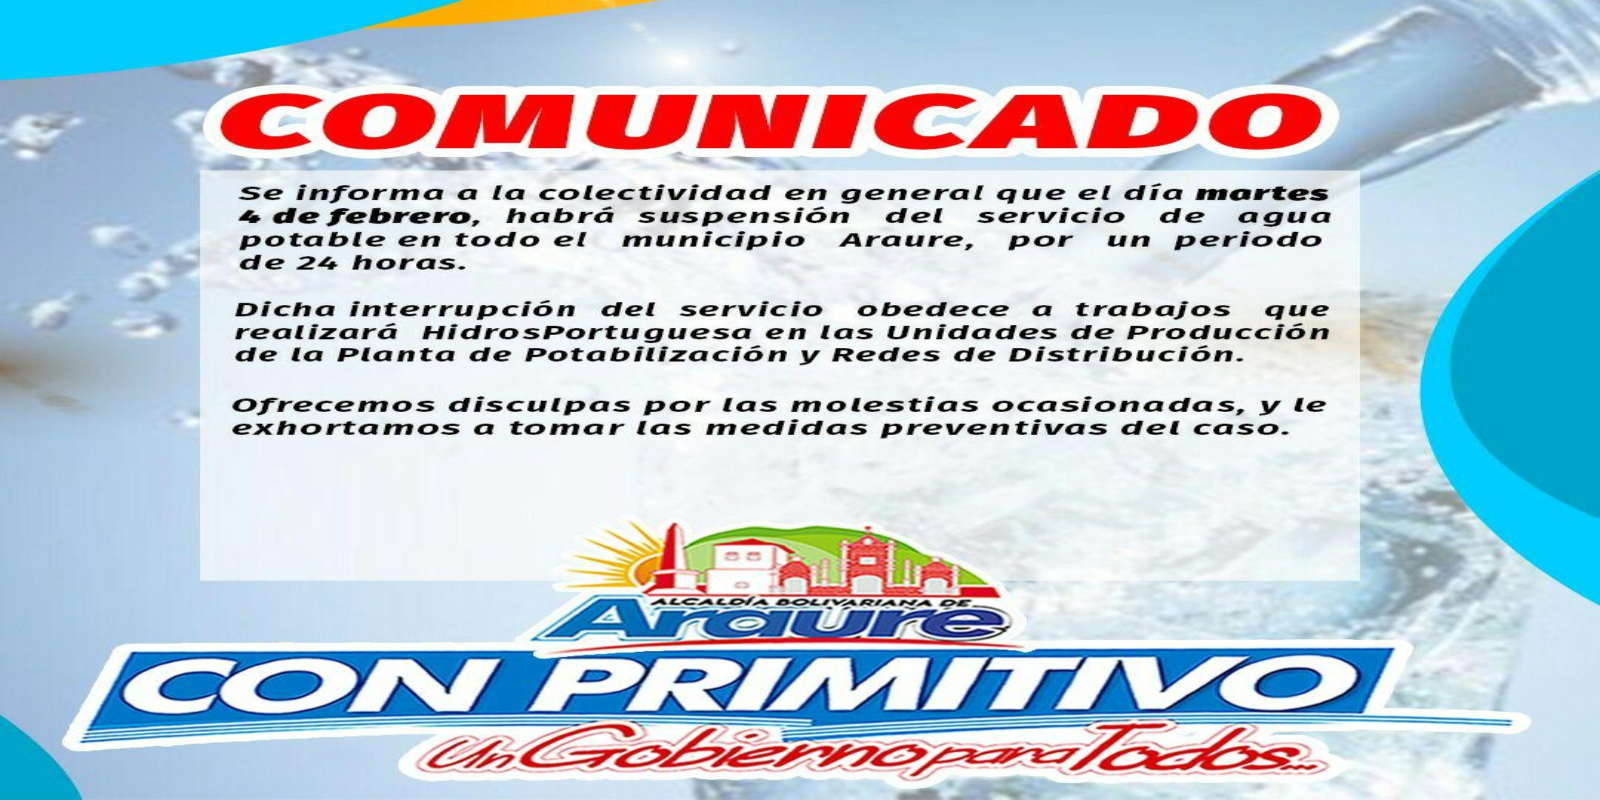 COMUNICADO
Se informa a la colectividad en general que el día martes
4 de febrero, habrá suspensión del servicio de agua
potable en todo el municipio Araure, por un periodo
de 24 horas.
Dicha interrupción del servicio obedece a trabajos que
realizará HidrosPortuguesa en las Unidades de Producción
de la Planta de Potabilización y Redes de Distribución.
Ofrecemos disculpas por las molestias ocasionadas, y le
exhortamos a tomar las medidas preventivas del caso.
ALCALDÍA BOLIVARIANA DE
Araure
CON PRIMITIVO
Un Gobierno para Todos...